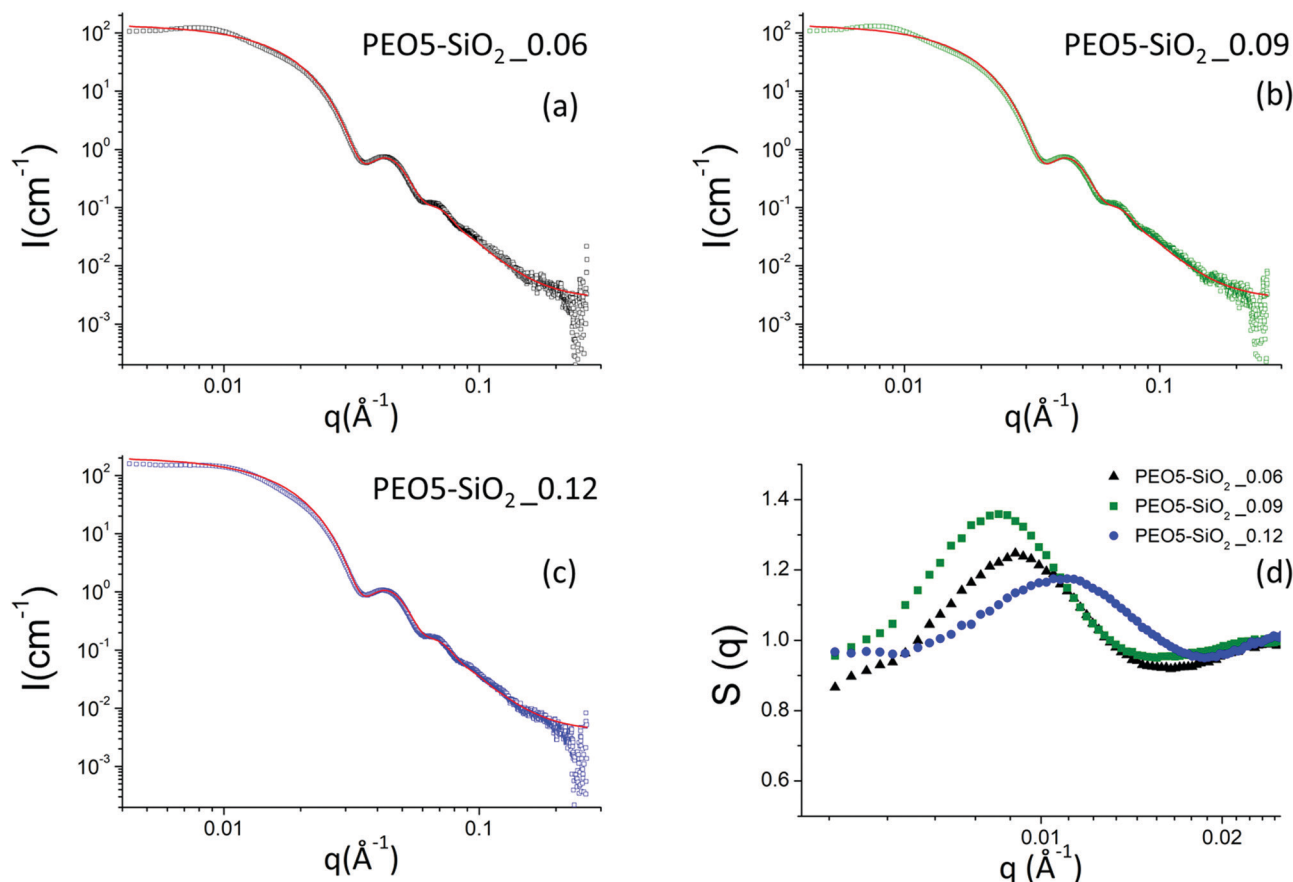 PEO5-SiO₂_0.06
(a)
10²
10¹
10⁰
10⁻¹
10⁻²
10⁻³
I(cm⁻¹)
0.01
0.1
q(Å⁻¹)
PEO5-SiO₂_0.09
(b)
10²
10¹
10⁰
10⁻¹
10⁻²
10⁻³
I(cm⁻¹)
0.01
0.1
q(Å⁻¹)
PEO5-SiO₂_0.12
(c)
10²
10¹
10⁰
10⁻¹
10⁻²
10⁻³
I(cm⁻¹)
0.01
0.1
q(Å⁻¹)
PEO5-SiO₂_0.06
PEO5-SiO₂_0.09
PEO5-SiO₂_0.12
(d)
1.4
1.2
1.0
0.8
0.6
S (q)
0.01
0.02
q (Å⁻¹)